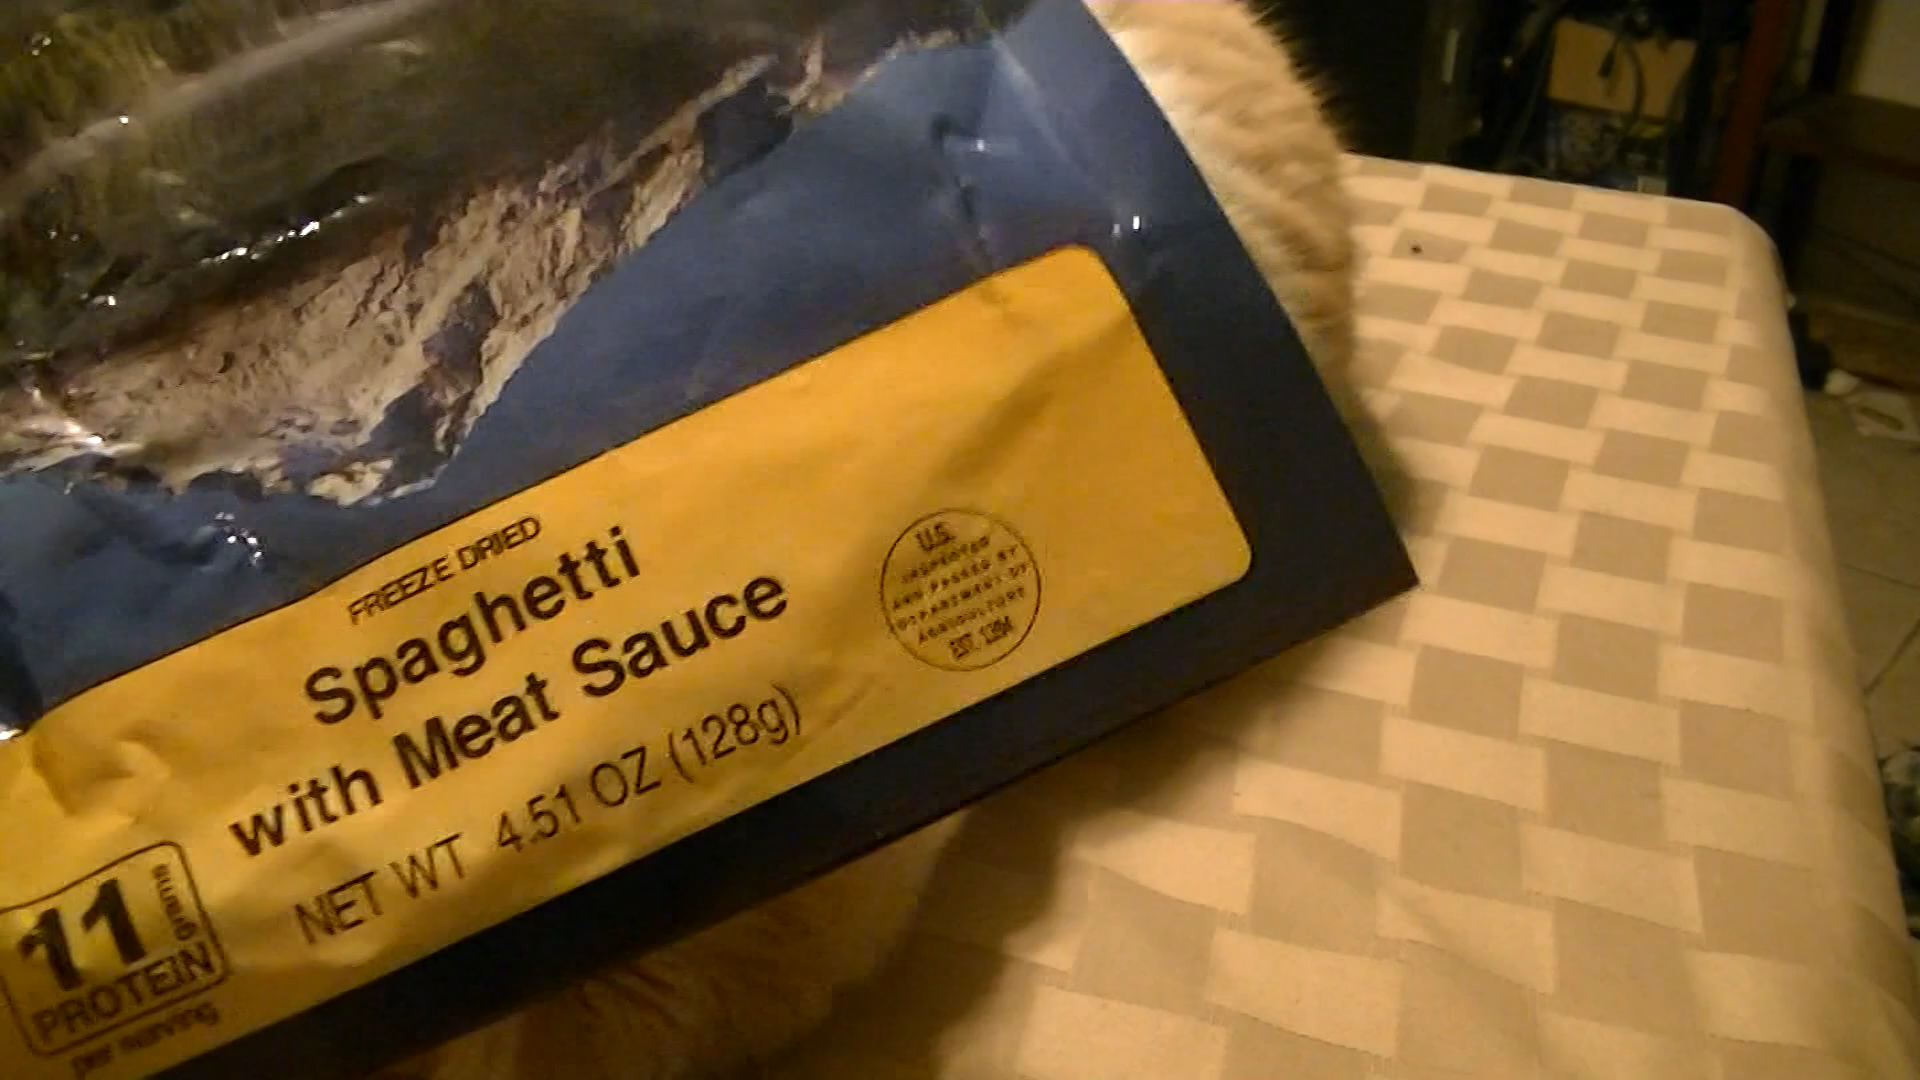 FREEZE DRIED
Spaghetti
with Meat Sauce
NET WT 4.51 OZ (128g)
U.S.
INSPECTED
AND PASSED BY
DEPARTMENT OF
AGRICULTURE
EST. 1394
11 grams
PROTEIN
per serving